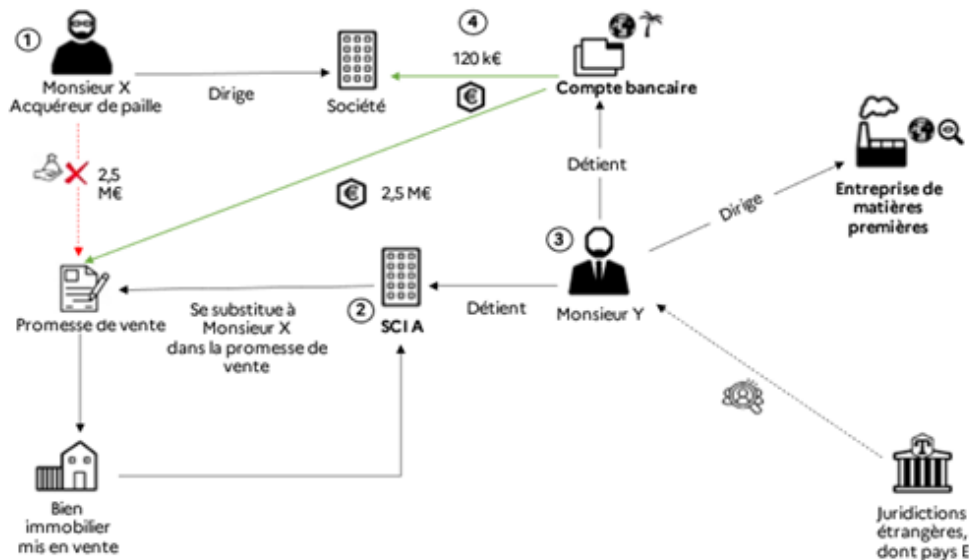 1
Monsieur X
Acquéreur de paille
Dirige
Société
4
120 k€
€
Compte bancaire
2,5
M€
€ 2,5 M€
Détient
Dirige
Entreprise de
matières
premières
Promesse de vente
Se substitue à
Monsieur X
dans la promesse de
vente
2
SCI A
Détient
3
Monsieur Y
Bien
immobilier
mis en vente
T
Juridictions
étrangères,
dont pays E